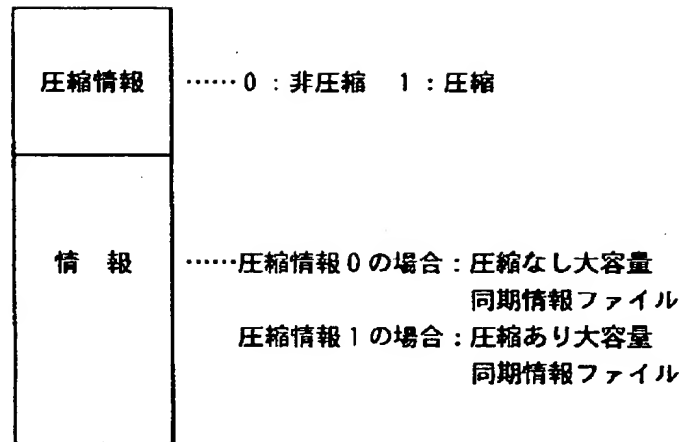 圧縮情報 ……0：非圧縮　1：圧縮
情　報 ……圧縮情報0の場合：圧縮なし大容量
同期情報ファイル
圧縮情報1の場合：圧縮あり大容量
同期情報ファイル